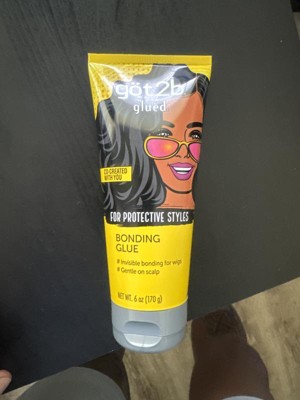 göt2b
glued
CO-CREATED
WITH YOU
FOR PROTECTIVE STYLES
BONDING
GLUE
# Invisible bonding for wigs
# Gentle on scalp
NET WT. 6 oz (170 g)